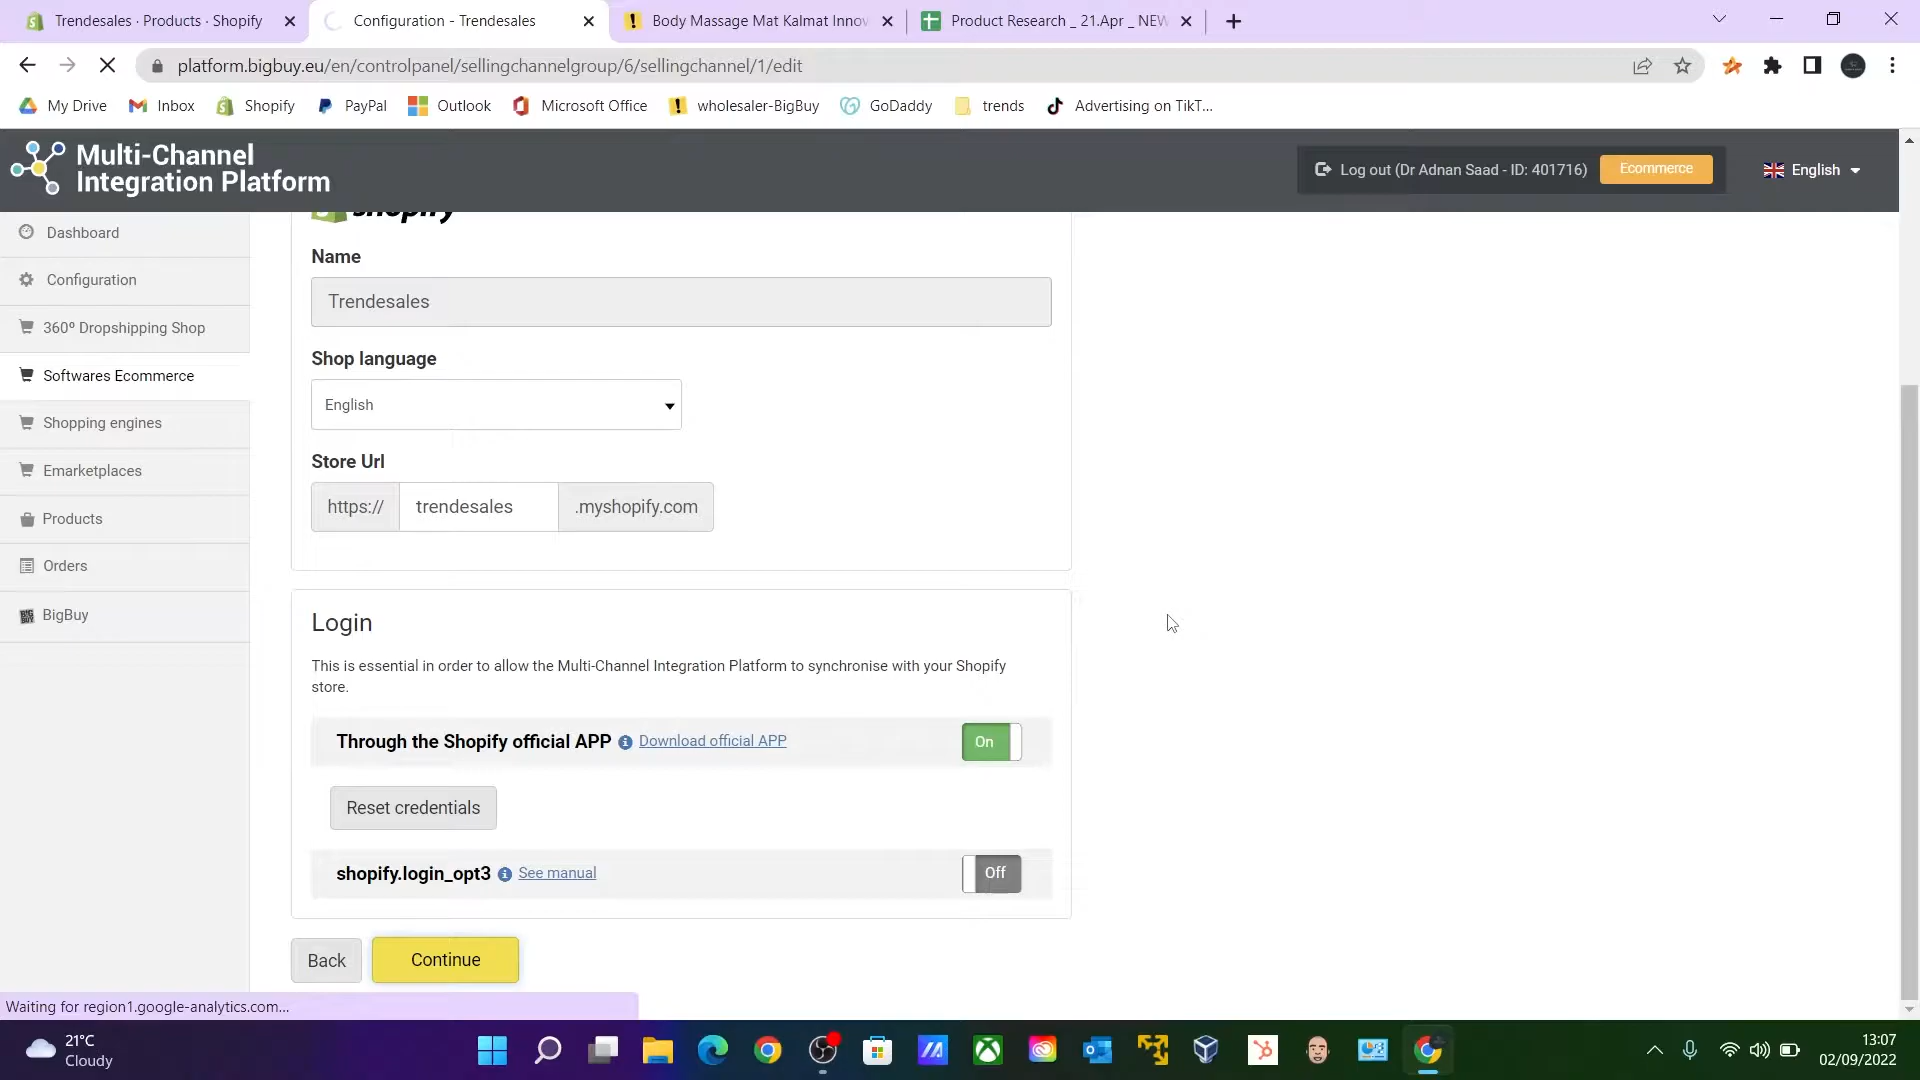 Trendesales · Products · Shopify
Configuration - Trendesales
Body Massage Mat Kalmat Innov
Product Research _ 21.Apr _ NEW
platform.bigbuy.eu/en/controlpanel/sellingchannelgroup/6/sellingchannel/1/edit
My Drive
Inbox
Shopify
PayPal
Outlook
Microsoft Office
wholesaler-BigBuy
GoDaddy
trends
Advertising on TikT...
Multi-Channel
Integration Platform
Log out (Dr Adnan Saad - ID: 401716)
Ecommerce
English
Dashboard
Configuration
360º Dropshipping Shop
Softwares Ecommerce
Shopping engines
Emarketplaces
Products
Orders
BigBuy
shopify
Name
Trendesales
Shop language
English
Store Url
https:// trendesales .myshopify.com
Login
This is essential in order to allow the Multi-Channel Integration Platform to synchronise with your Shopify
store.
Through the Shopify official APP Download official APP On
Reset credentials
shopify.login_opt3 See manual Off
Back Continue
Waiting for region1.google-analytics.com...
21°C
Cloudy
13:07
02/09/2022